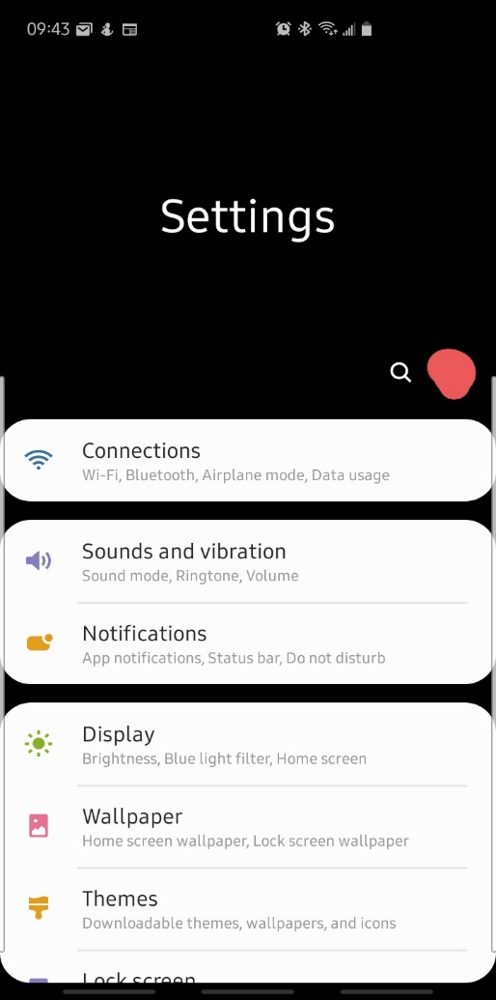 09:43
Settings
Connections
Wi-Fi, Bluetooth, Airplane mode, Data usage
Sounds and vibration
Sound mode, Ringtone, Volume
Notifications
App notifications, Status bar, Do not disturb
Display
Brightness, Blue light filter, Home screen
Wallpaper
Home screen wallpaper, Lock screen wallpaper
Themes
Downloadable themes, wallpapers, and icons
Lock screen